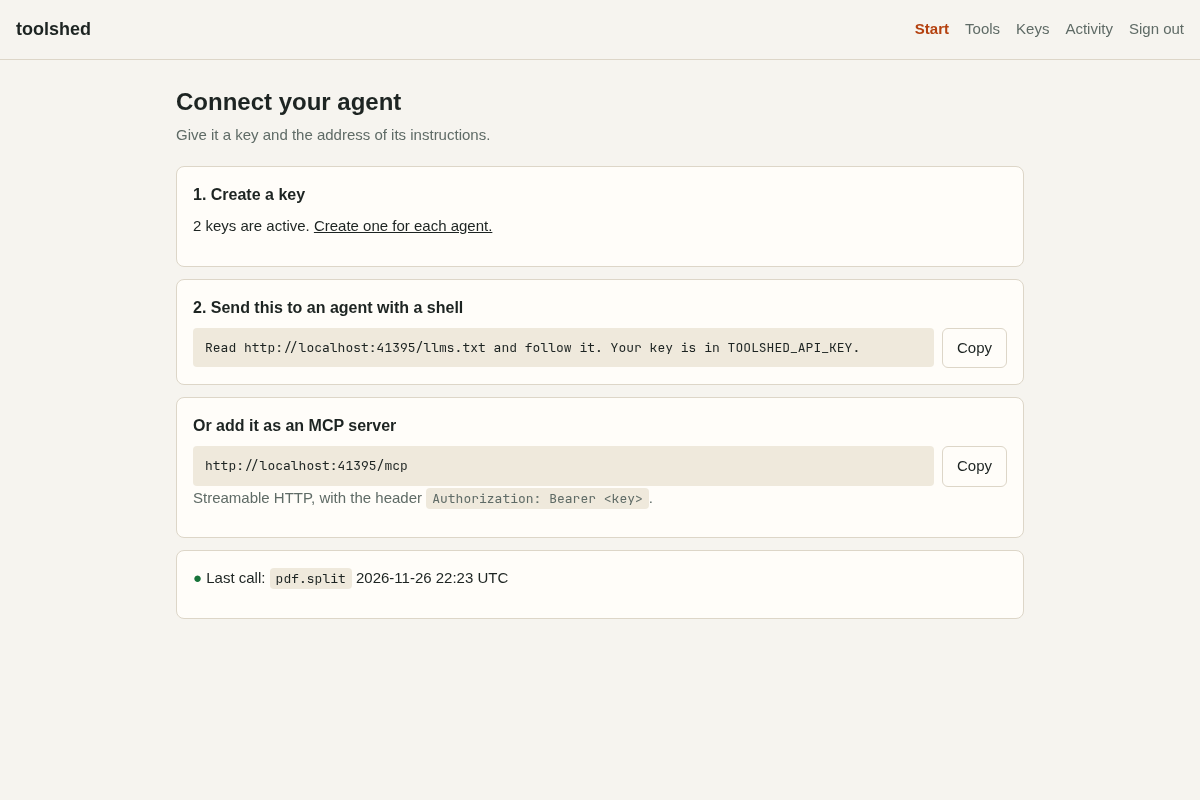 toolshed
Start Tools Keys Activity Sign out
Connect your agent
Give it a key and the address of its instructions.
1. Create a key
2 keys are active. Create one for each agent.
2. Send this to an agent with a shell
Read http://localhost:41395/llms.txt and follow it. Your key is in TOOLSHED_API_KEY.
Copy
Or add it as an MCP server
http://localhost:41395/mcp
Copy
Streamable HTTP, with the header Authorization: Bearer <key>.
● Last call: pdf.split 2026-11-26 22:23 UTC